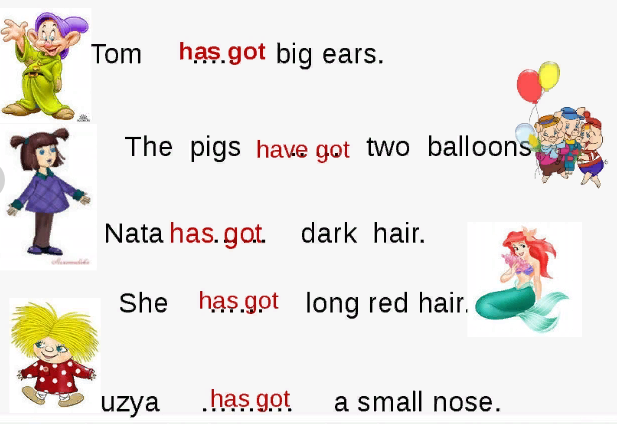 Tom has got big ears.
The pigs have got two balloons
Nata has got dark hair.
She has got long red hair.
uzya has got a small nose.